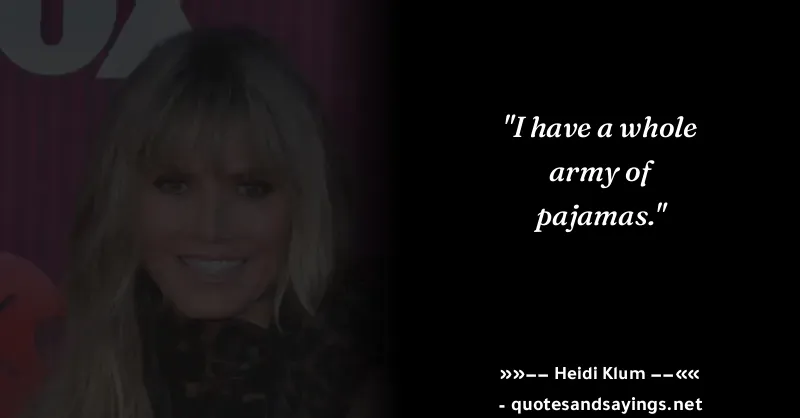 "I have a whole
army of
pajamas."
»»–– Heidi Klum ––««
- quotesandsayings.net